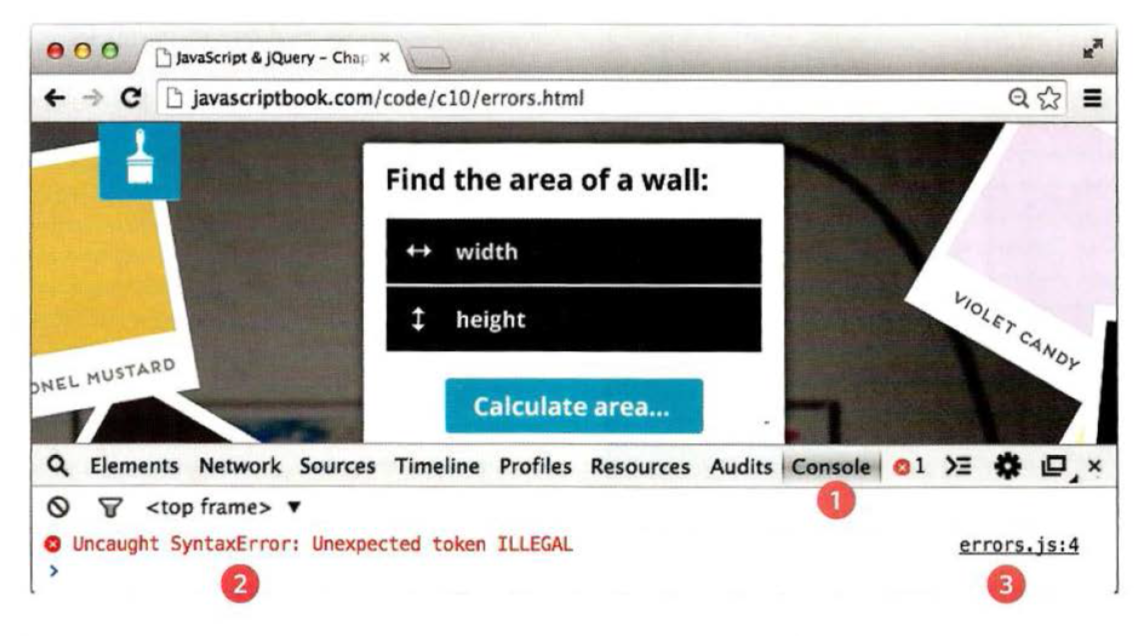 JavaScript & jQuery – Chap ×
javascriptbook.com/code/c10/errors.html
Find the area of a wall:
width
height
Calculate area...
ONEL MUSTARD
VIOLET CANDY
Elements Network Sources Timeline Profiles Resources Audits Console 1
<top frame> ▼
1
Uncaught SyntaxError: Unexpected token ILLEGAL errors.js:4
>
2 3